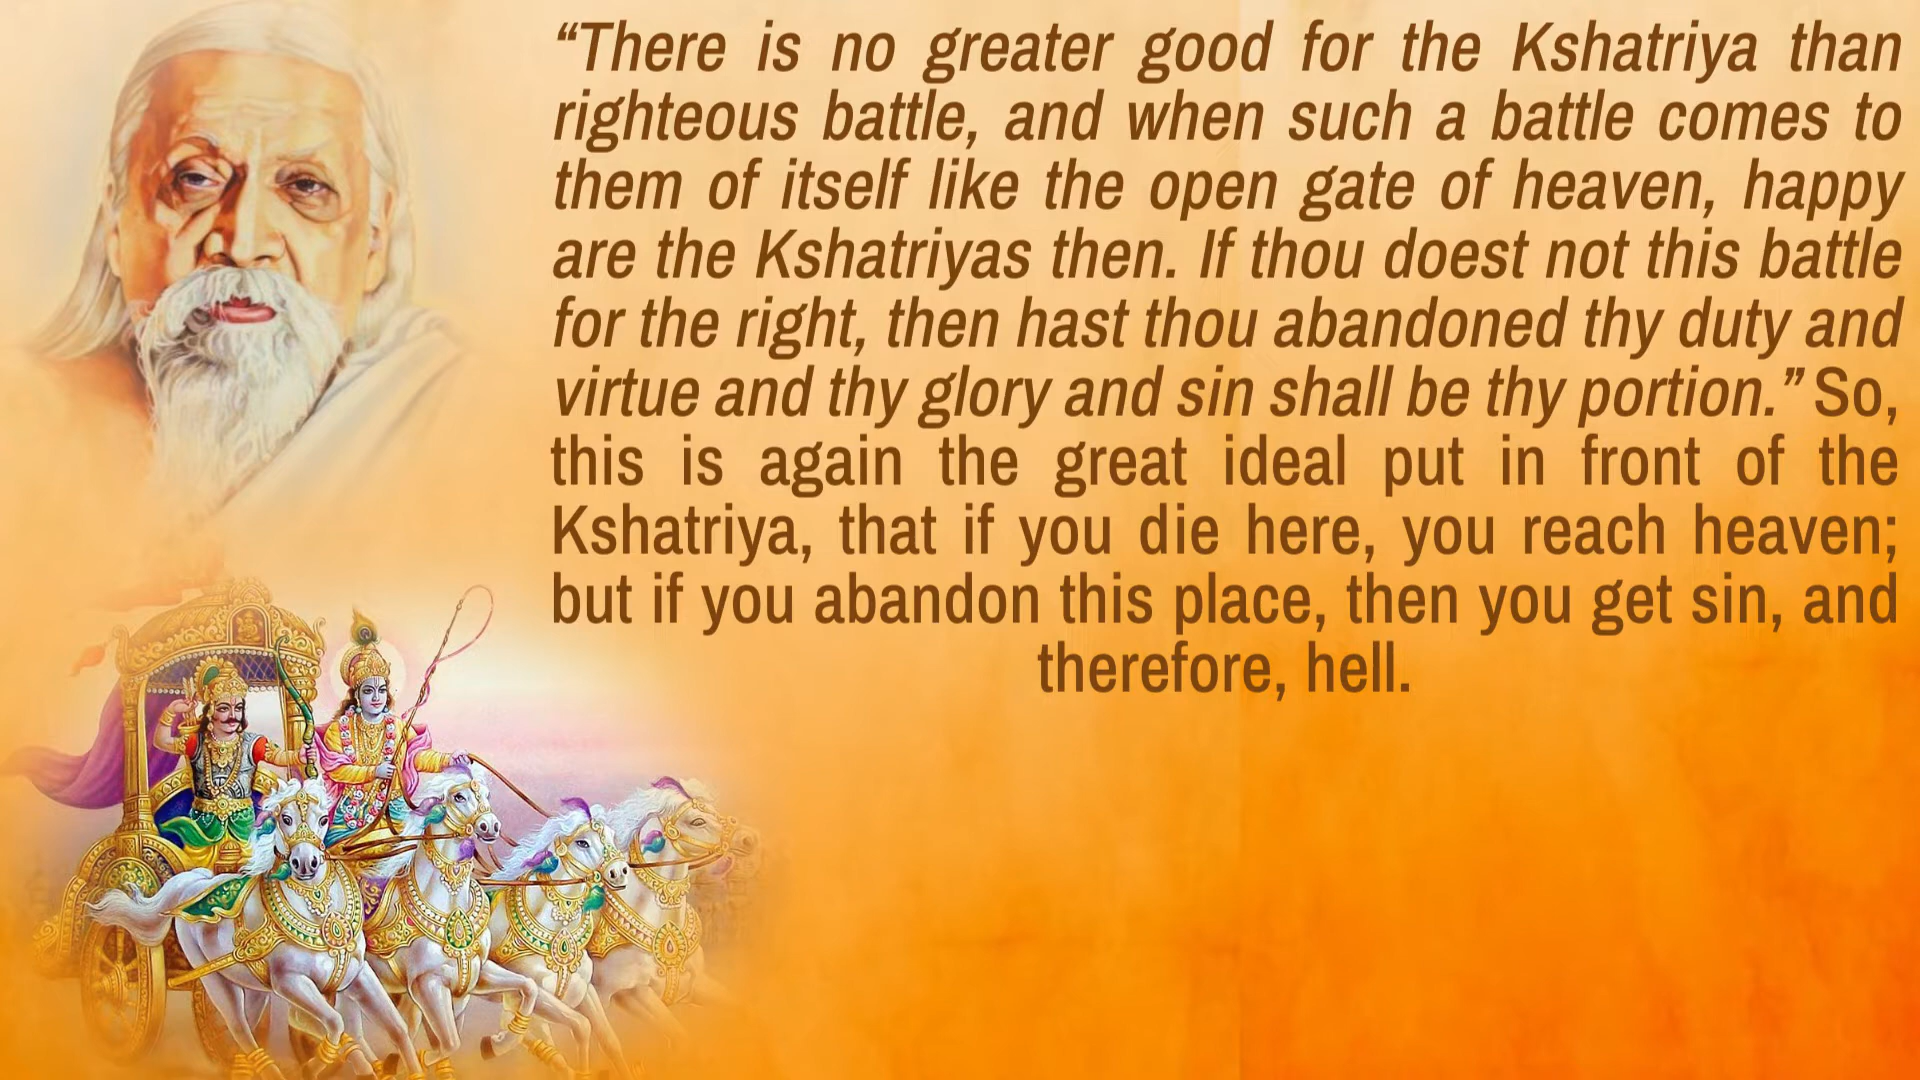 “There is no greater good for the Kshatriya than
righteous battle, and when such a battle comes to
them of itself like the open gate of heaven, happy
are the Kshatriyas then. If thou doest not this battle
for the right, then hast thou abandoned thy duty and
virtue and thy glory and sin shall be thy portion.” So,
this is again the great ideal put in front of the
Kshatriya, that if you die here, you reach heaven;
but if you abandon this place, then you get sin, and
therefore, hell.